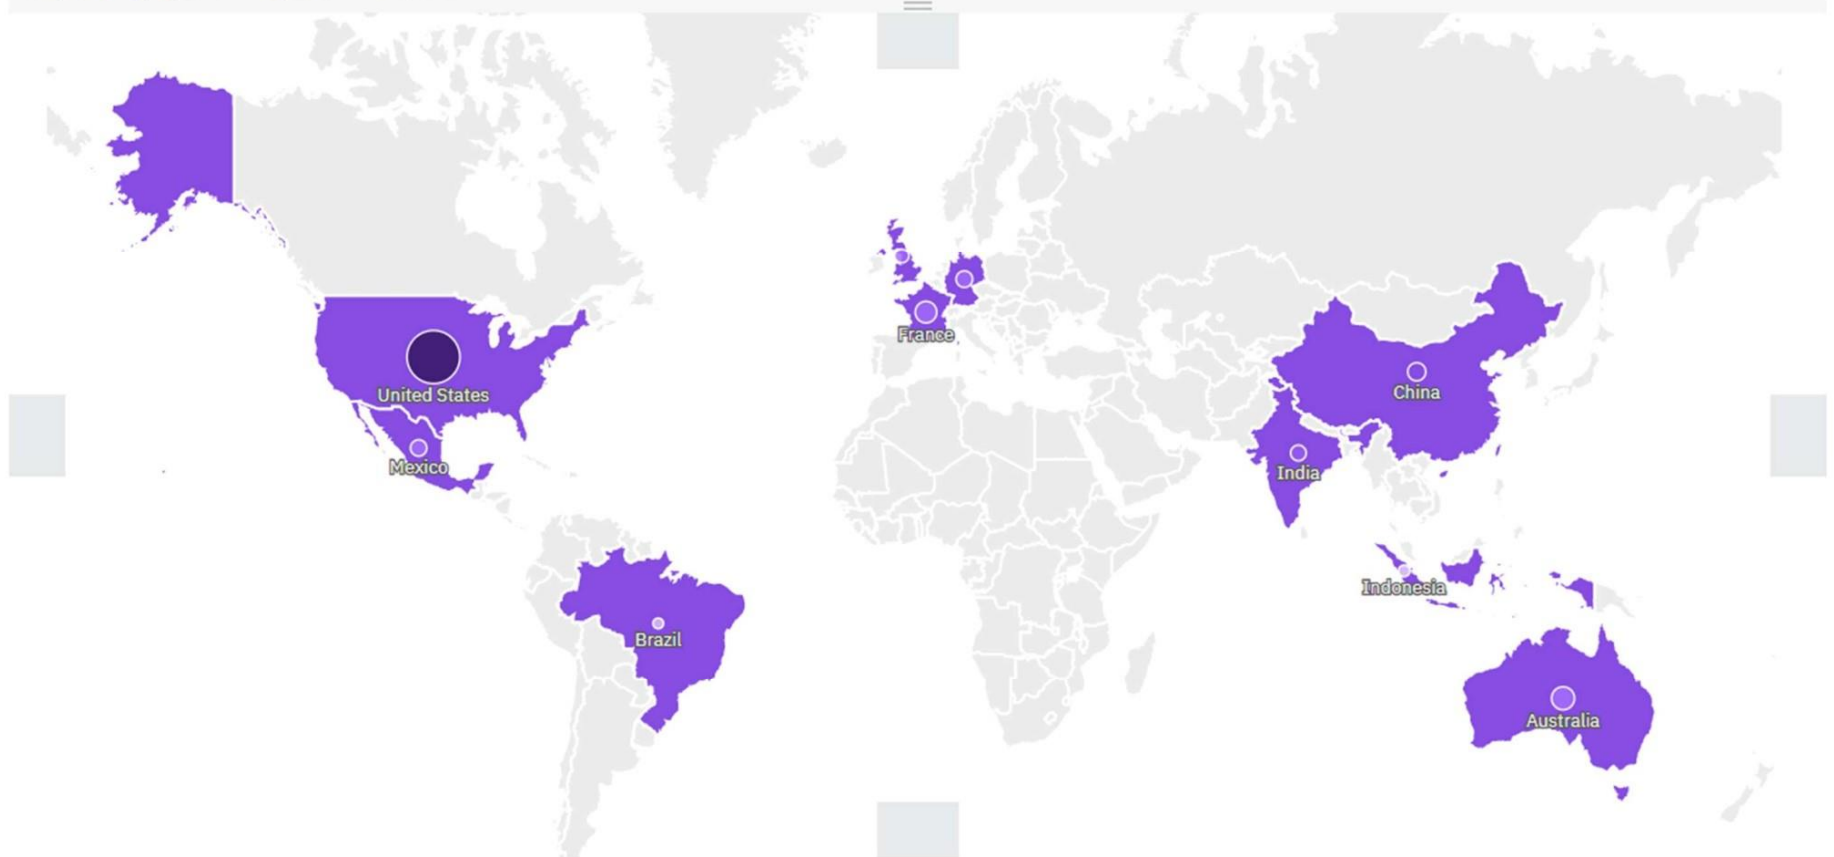 France
United States
China
Mexico
India
Indonesia
Brazil
Australia